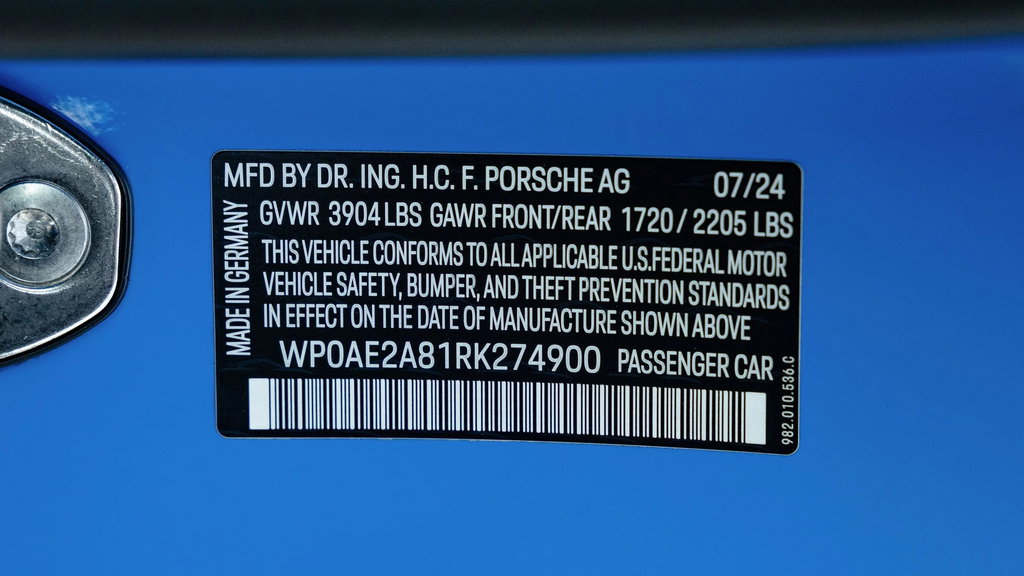 MFD BY DR. ING. H.C. F. PORSCHE AG 07/24
GVWR 3904 LBS GAWR FRONT/REAR 1720 / 2205 LBS
THIS VEHICLE CONFORMS TO ALL APPLICABLE U.S.FEDERAL MOTOR
VEHICLE SAFETY, BUMPER, AND THEFT PREVENTION STANDARDS
IN EFFECT ON THE DATE OF MANUFACTURE SHOWN ABOVE
WP0AE2A81RK274900 PASSENGER CAR
MADE IN GERMANY
982.010.536.C